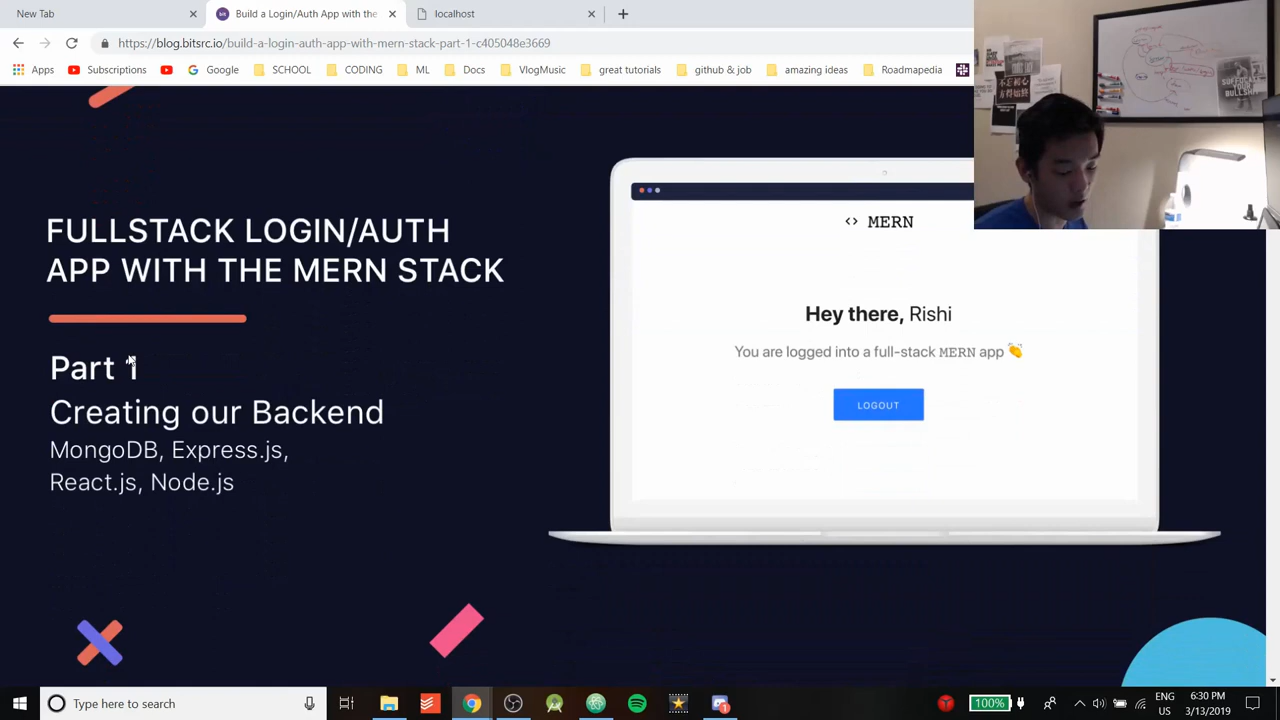 New Tab
Build a Login/Auth App with the
localhost
https://blog.bitsrc.io/build-a-login-auth-app-with-mern-stack-part-1-c405048e3669
Apps
Subscriptions
Google
SCHOOL
CODING
ML
Docs
VlogMusic
great tutorials
github & job
amazing ideas
Roadmapedia
SUFFOCATE
YOUR
BULLSHIT
FULLSTACK LOGIN/AUTH
APP WITH THE MERN STACK
Part 1
Creating our Backend
MongoDB, Express.js,
React.js, Node.js
<> MERN
Hey there, Rishi
You are logged into a full-stack MERN app 👏
LOGOUT
Type here to search
100%
ENG
US
6:30 PM
3/13/2019